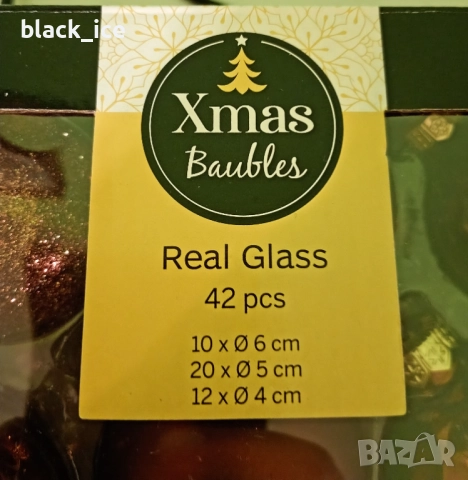 black_ice
Xmas
Baubles
Real Glass
42 pcs
10 x Ø 6 cm
20 x Ø 5 cm
12 x Ø 4 cm
BAZAR